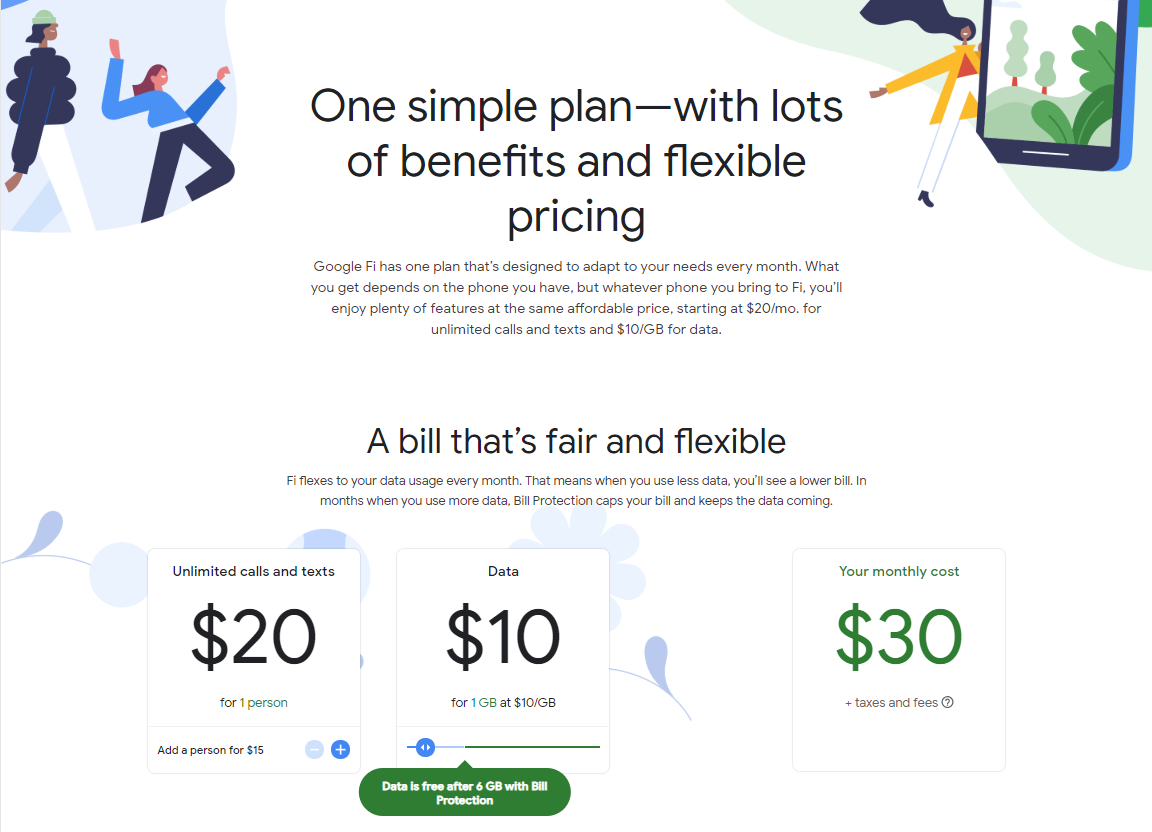 One simple plan—with lots
of benefits and flexible
pricing
Google Fi has one plan that's designed to adapt to your needs every month. What
you get depends on the phone you have, but whatever phone you bring to Fi, you'll
enjoy plenty of features at the same affordable price, starting at $20/mo. for
unlimited calls and texts and $10/GB for data.
A bill that's fair and flexible
Fi flexes to your data usage every month. That means when you use less data, you'll see a lower bill. In
months when you use more data, Bill Protection caps your bill and keeps the data coming.
Unlimited calls and texts
$20
for 1 person
Add a person for $15
Data
$10
for 1 GB at $10/GB
Data is free after 6 GB with Bill
Protection
Your monthly cost
$30
+ taxes and fees